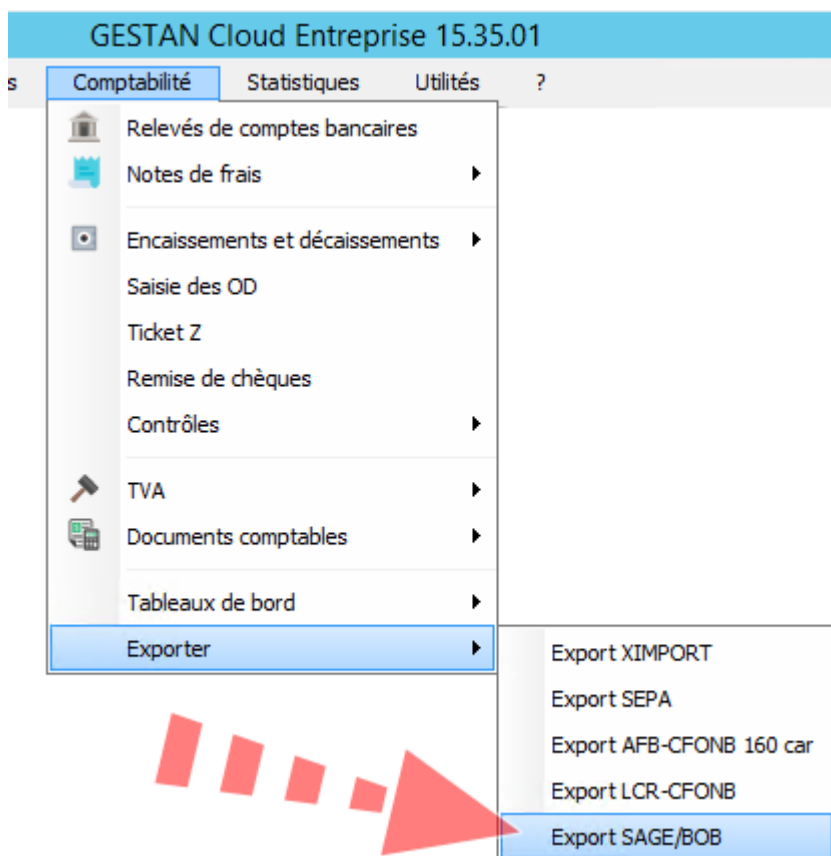 GESTAN Cloud Entreprise 15.35.01
s Comptabilité Statistiques Utilités ?
Relevés de comptes bancaires
Notes de frais
Encaissements et décaissements
Saisie des OD
Ticket Z
Remise de chèques
Contrôles
TVA
Documents comptables
Tableaux de bord
Exporter
Export XIMPORT
Export SEPA
Export AFB-CFONB 160 car
Export LCR-CFONB
Export SAGE/BOB